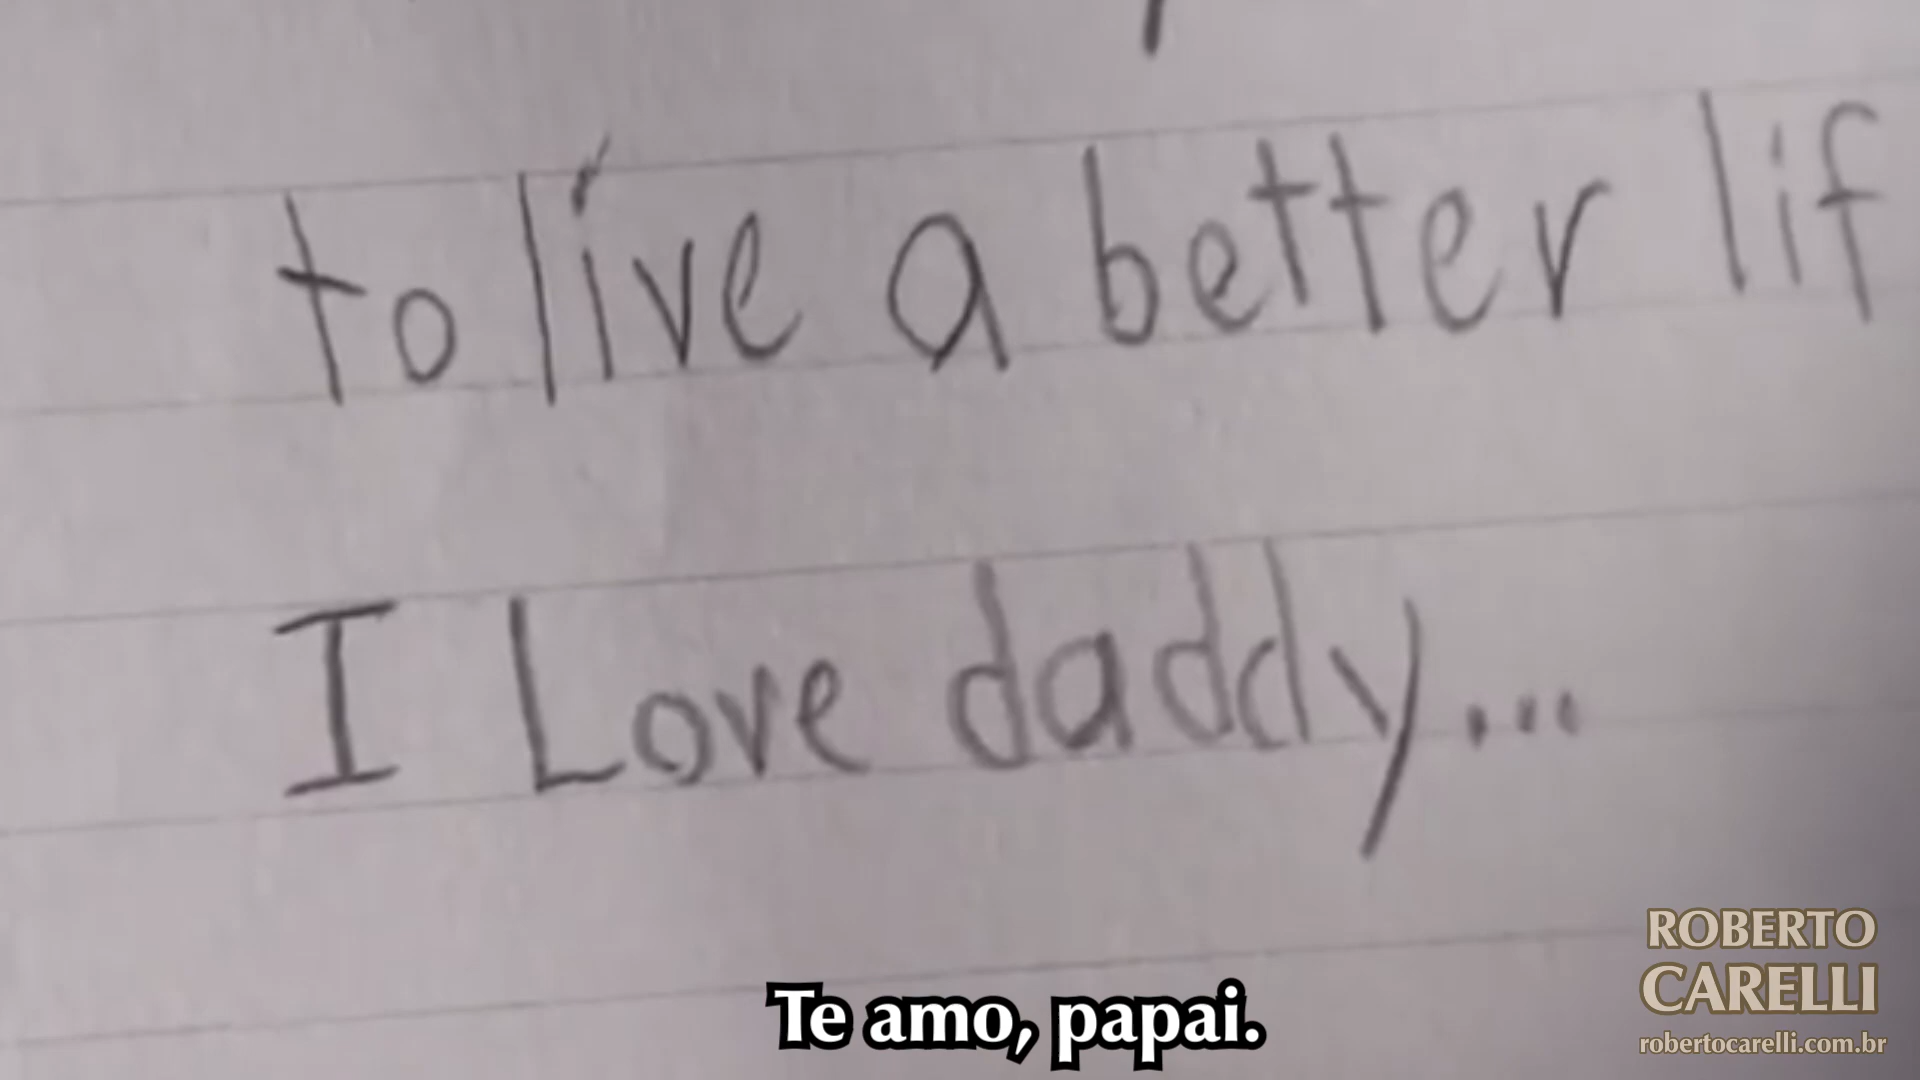 to live a better lif
I Love daddy...
Te amo, papai.
ROBERTO
CARELLI
robertocarelli.com.br